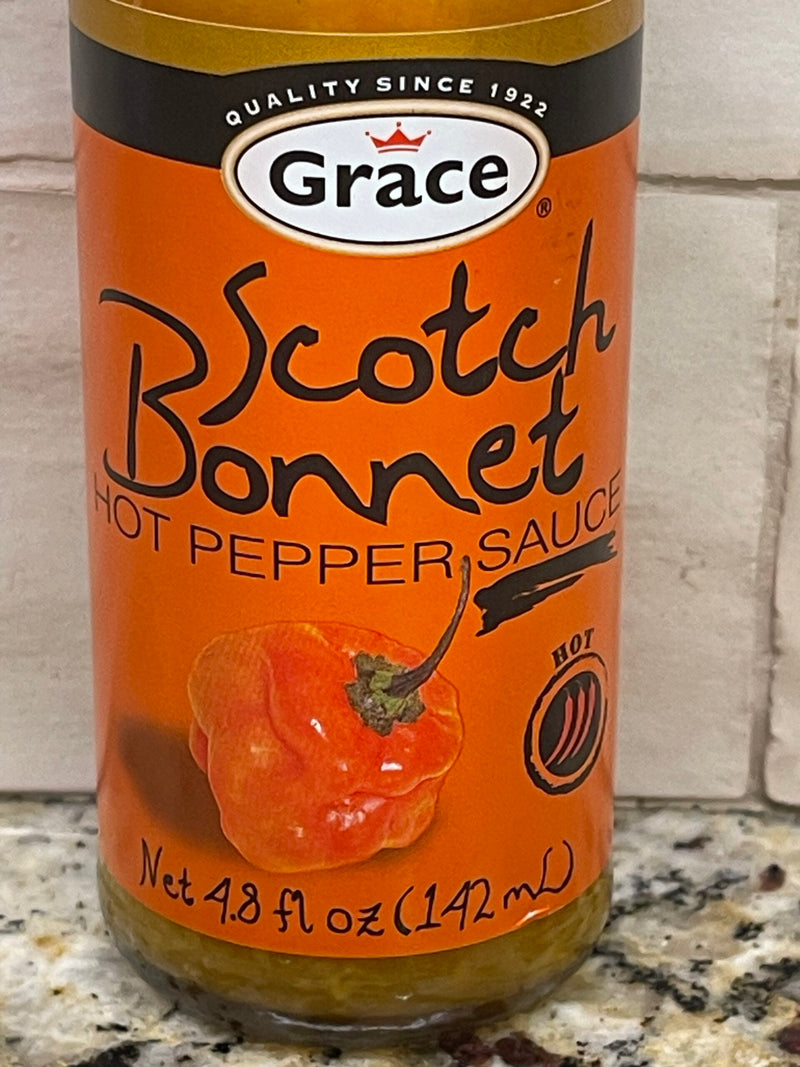 QUALITY SINCE 1922
Grace
®
Scotch
Bonnet
HOT PEPPER SAUCE
HOT
Net 4.8 fl oz (142 mL)